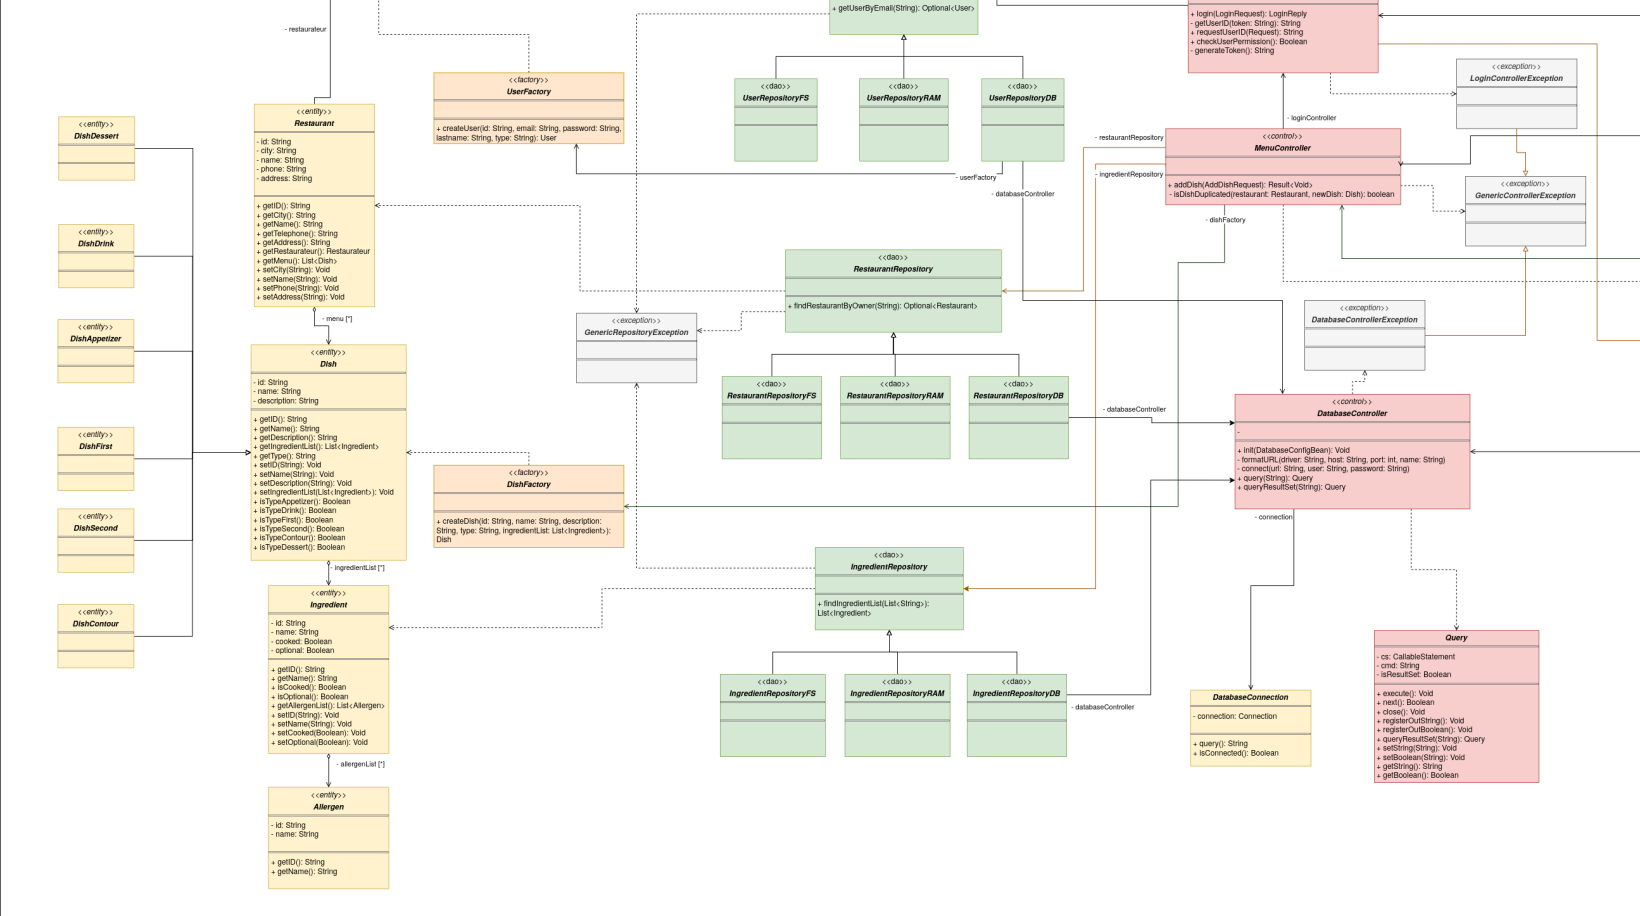 - restaurateur
<<entity>>
DishDessert
<<entity>>
DishDrink
<<entity>>
DishAppetizer
<<entity>>
DishFirst
<<entity>>
DishSecond
<<entity>>
DishContour
<<entity>>
Restaurant
- id: String
- city: String
- name: String
- phone: String
- address: String
+ getID(): String
+ getCity(): String
+ getName(): String
+ getTelephone(): String
+ getAddress(): String
+ getRestaurateur(): Restaurateur
+ getMenu(): List<Dish>
+ setCity(String): Void
+ setName(String): Void
+ setPhone(String): Void
+ setAddress(String): Void
- menu [*]
<<entity>>
Dish
- id: String
- name: String
- description: String
+ getID(): String
+ getName(): String
+ getDescription(): String
+ getIngredientList(): List<Ingredient>
+ getType(): String
+ setID(String): Void
+ setName(String): Void
+ setDescription(String): Void
+ setIngredientList(List<Ingredient>): Void
+ isTypeAppetizer(): Boolean
+ isTypeDrink(): Boolean
+ isTypeFirst(): Boolean
+ isTypeSecond(): Boolean
+ isTypeContour(): Boolean
+ isTypeDessert(): Boolean
- ingredientList [*]
<<entity>>
Ingredient
- id: String
- name: String
- cooked: Boolean
- optional: Boolean
+ getID(): String
+ getName(): String
+ isCooked(): Boolean
+ isOptional(): Boolean
+ getAllergenList(): List<Allergen>
+ setID(String): Void
+ setName(String): Void
+ setCooked(Boolean): Void
+ setOptional(Boolean): Void
- allergenList [*]
<<entity>>
Allergen
- id: String
- name: String
+ getID(): String
+ getName(): String
<<factory>>
UserFactory
+ createUser(id: String, email: String, password: String,
lastname: String, type: String): User
- userFactory
<<factory>>
DishFactory
+ createDish(id: String, name: String, description:
String, type: String, ingredientList: List<Ingredient>):
Dish
<<exception>>
GenericRepositoryException
+ getUserByEmail(String): Optional<User>
<<dao>>
UserRepositoryFS
<<dao>>
UserRepositoryRAM
<<dao>>
UserRepositoryDB
- databaseController
<<dao>>
RestaurantRepository
+ findRestaurantByOwner(String): Optional<Restaurant>
<<dao>>
RestaurantRepositoryFS
<<dao>>
RestaurantRepositoryRAM
<<dao>>
RestaurantRepositoryDB
- databaseController
<<dao>>
IngredientRepository
+ findIngredientList(List<String>):
List<Ingredient>
<<dao>>
IngredientRepositoryFS
<<dao>>
IngredientRepositoryRAM
<<dao>>
IngredientRepositoryDB
- databaseController
+ login(LoginRequest): LoginReply
- getUserID(token: String): String
+ requestUserID(Request): String
+ checkUserPermission(): Boolean
- generateToken(): String
- loginController
- restaurantRepository
- ingredientRepository
<<control>>
MenuController
+ addDish(AddDishRequest): Result<Void>
- isDishDuplicated(restaurant: Restaurant, newDish: Dish): boolean
- dishFactory
<<exception>>
LoginControllerException
<<exception>>
GenericControllerException
<<exception>>
DatabaseControllerException
<<control>>
DatabaseController
-
+ init(DatabaseConfigBean): Void
- formatURL(driver: String, host: String, port: int, name: String)
- connect(url: String, user: String, password: String)
+ query(String): Query
+ queryResultSet(String): Query
- connection
DatabaseConnection
- connection: Connection
+ query(): String
+ isConnected(): Boolean
Query
- cs: CallableStatement
- cmd: String
- isResultSet: Boolean
+ execute(): Void
+ next(): Boolean
+ close(): Void
+ registerOutString(): Void
+ registerOutBoolean(): Void
+ queryResultSet(String): Query
+ setString(String): Void
+ setBoolean(String): Void
+ getString(): String
+ getBoolean(): Boolean